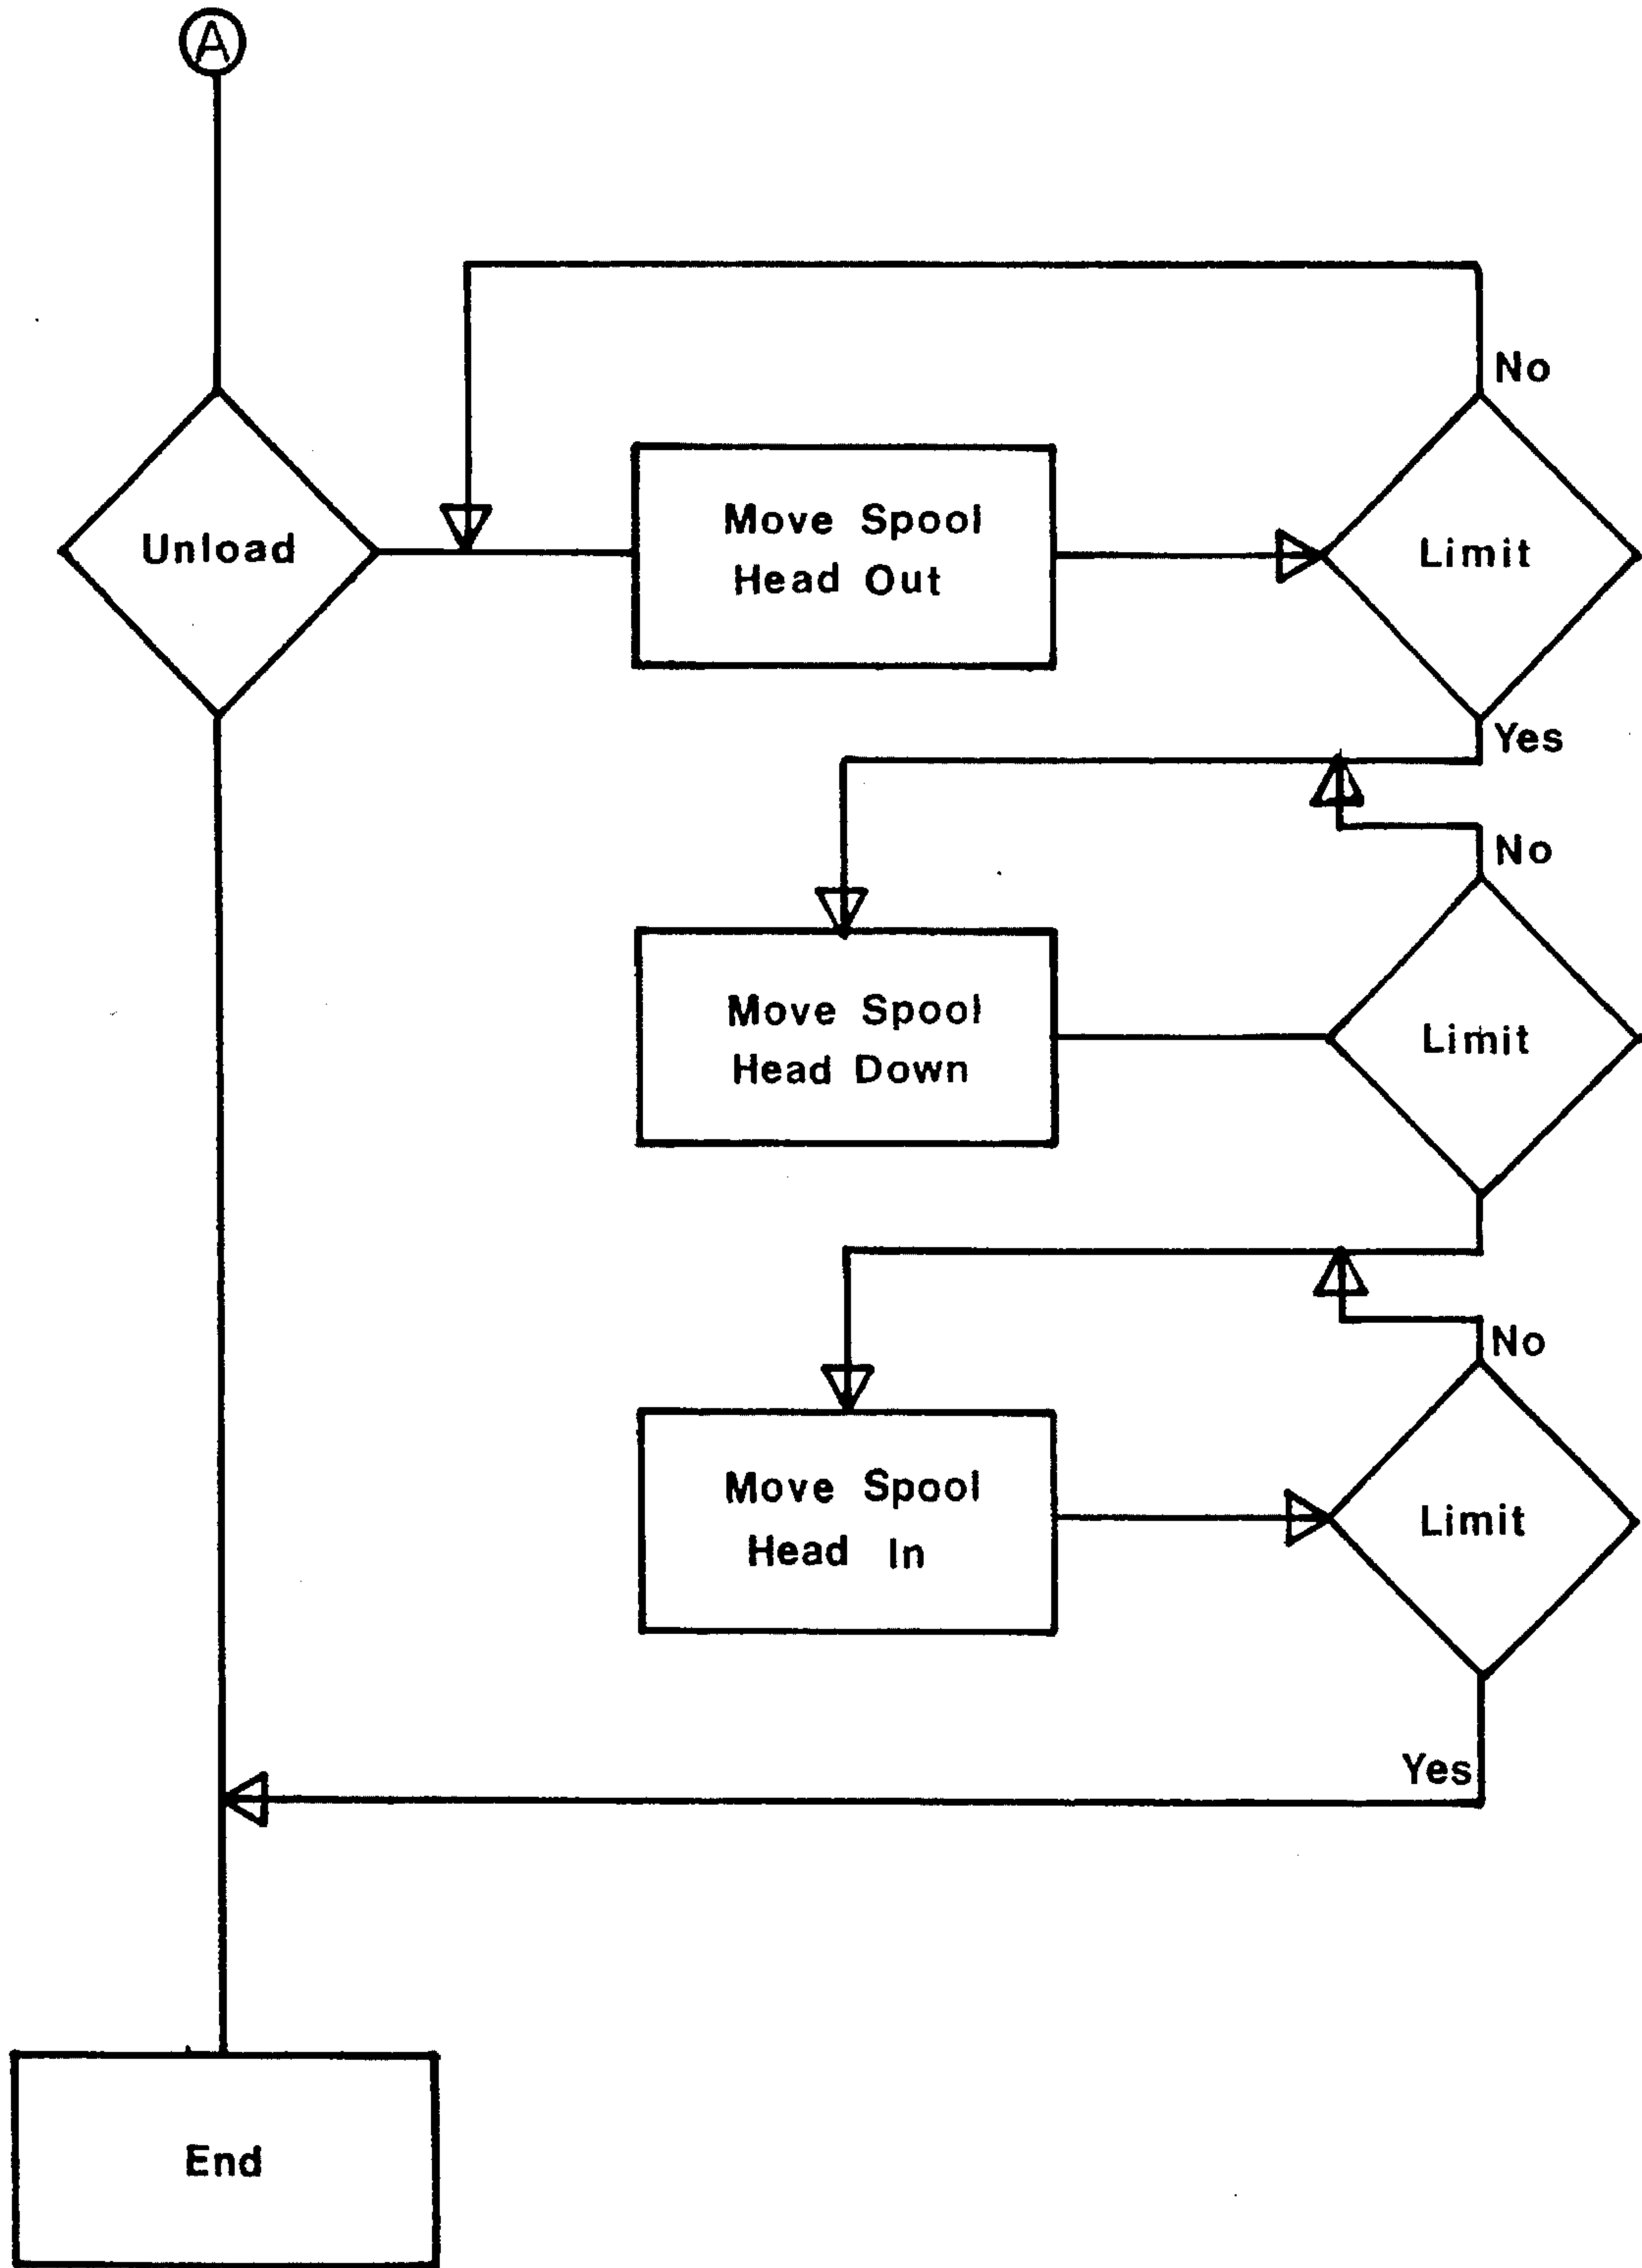 A
No
Unload
Move Spool
Head Out
Limit
Yes
No
Move Spool
Head Down
Limit
No
Move Spool
Head In
Limit
Yes
End